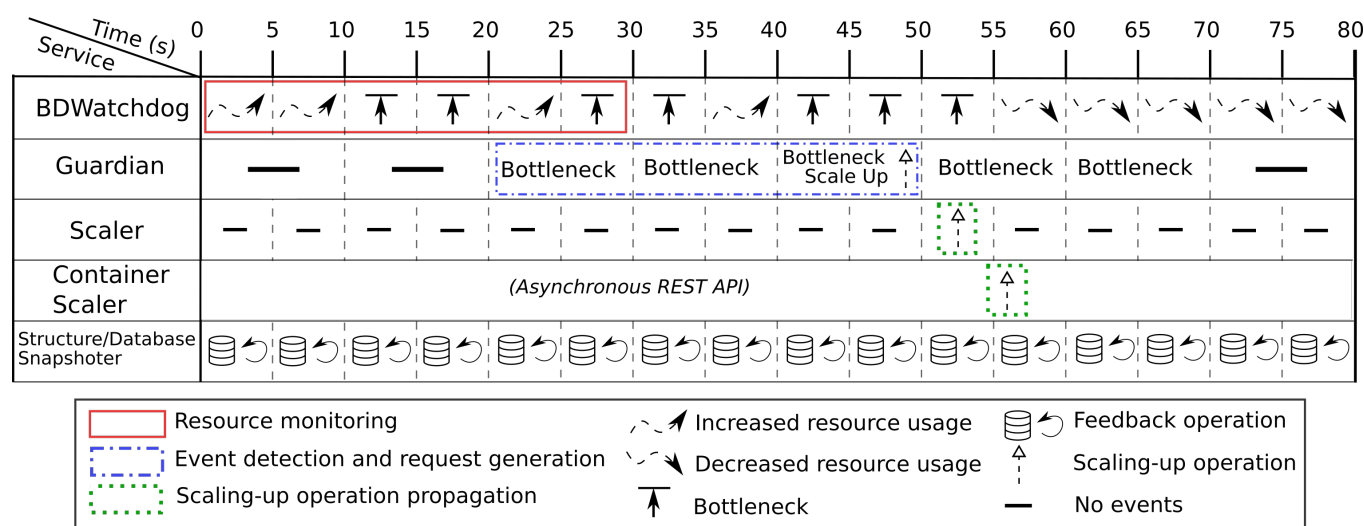 Time (s)
Service
0 5 10 15 20 25 30 35 40 45 50 55 60 65 70 75 80
BDWatchdog
Guardian
Bottleneck Bottleneck Bottleneck Bottleneck Bottleneck
Scale Up
Scaler
Container
Scaler
(Asynchronous REST API)
Structure/Database
Snapshoter
Resource monitoring
Event detection and request generation
Scaling-up operation propagation
Increased resource usage
Decreased resource usage
Bottleneck
Feedback operation
Scaling-up operation
No events